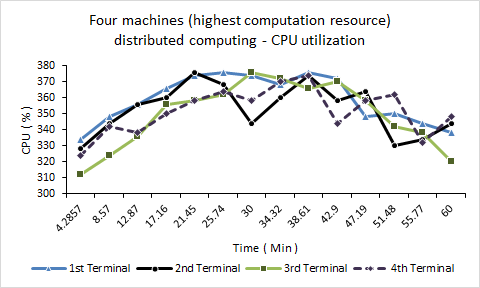 Four machines (highest computation resource)
distributed computing - CPU utilization
CPU ( % )
380
370
360
350
340
330
320
310
300
4.2857 8.57 12.87 17.16 21.45 25.74 30 34.32 38.61 42.9 47.19 51.48 55.77 60
Time ( Min )
1st Terminal 2nd Terminal 3rd Terminal 4th Terminal